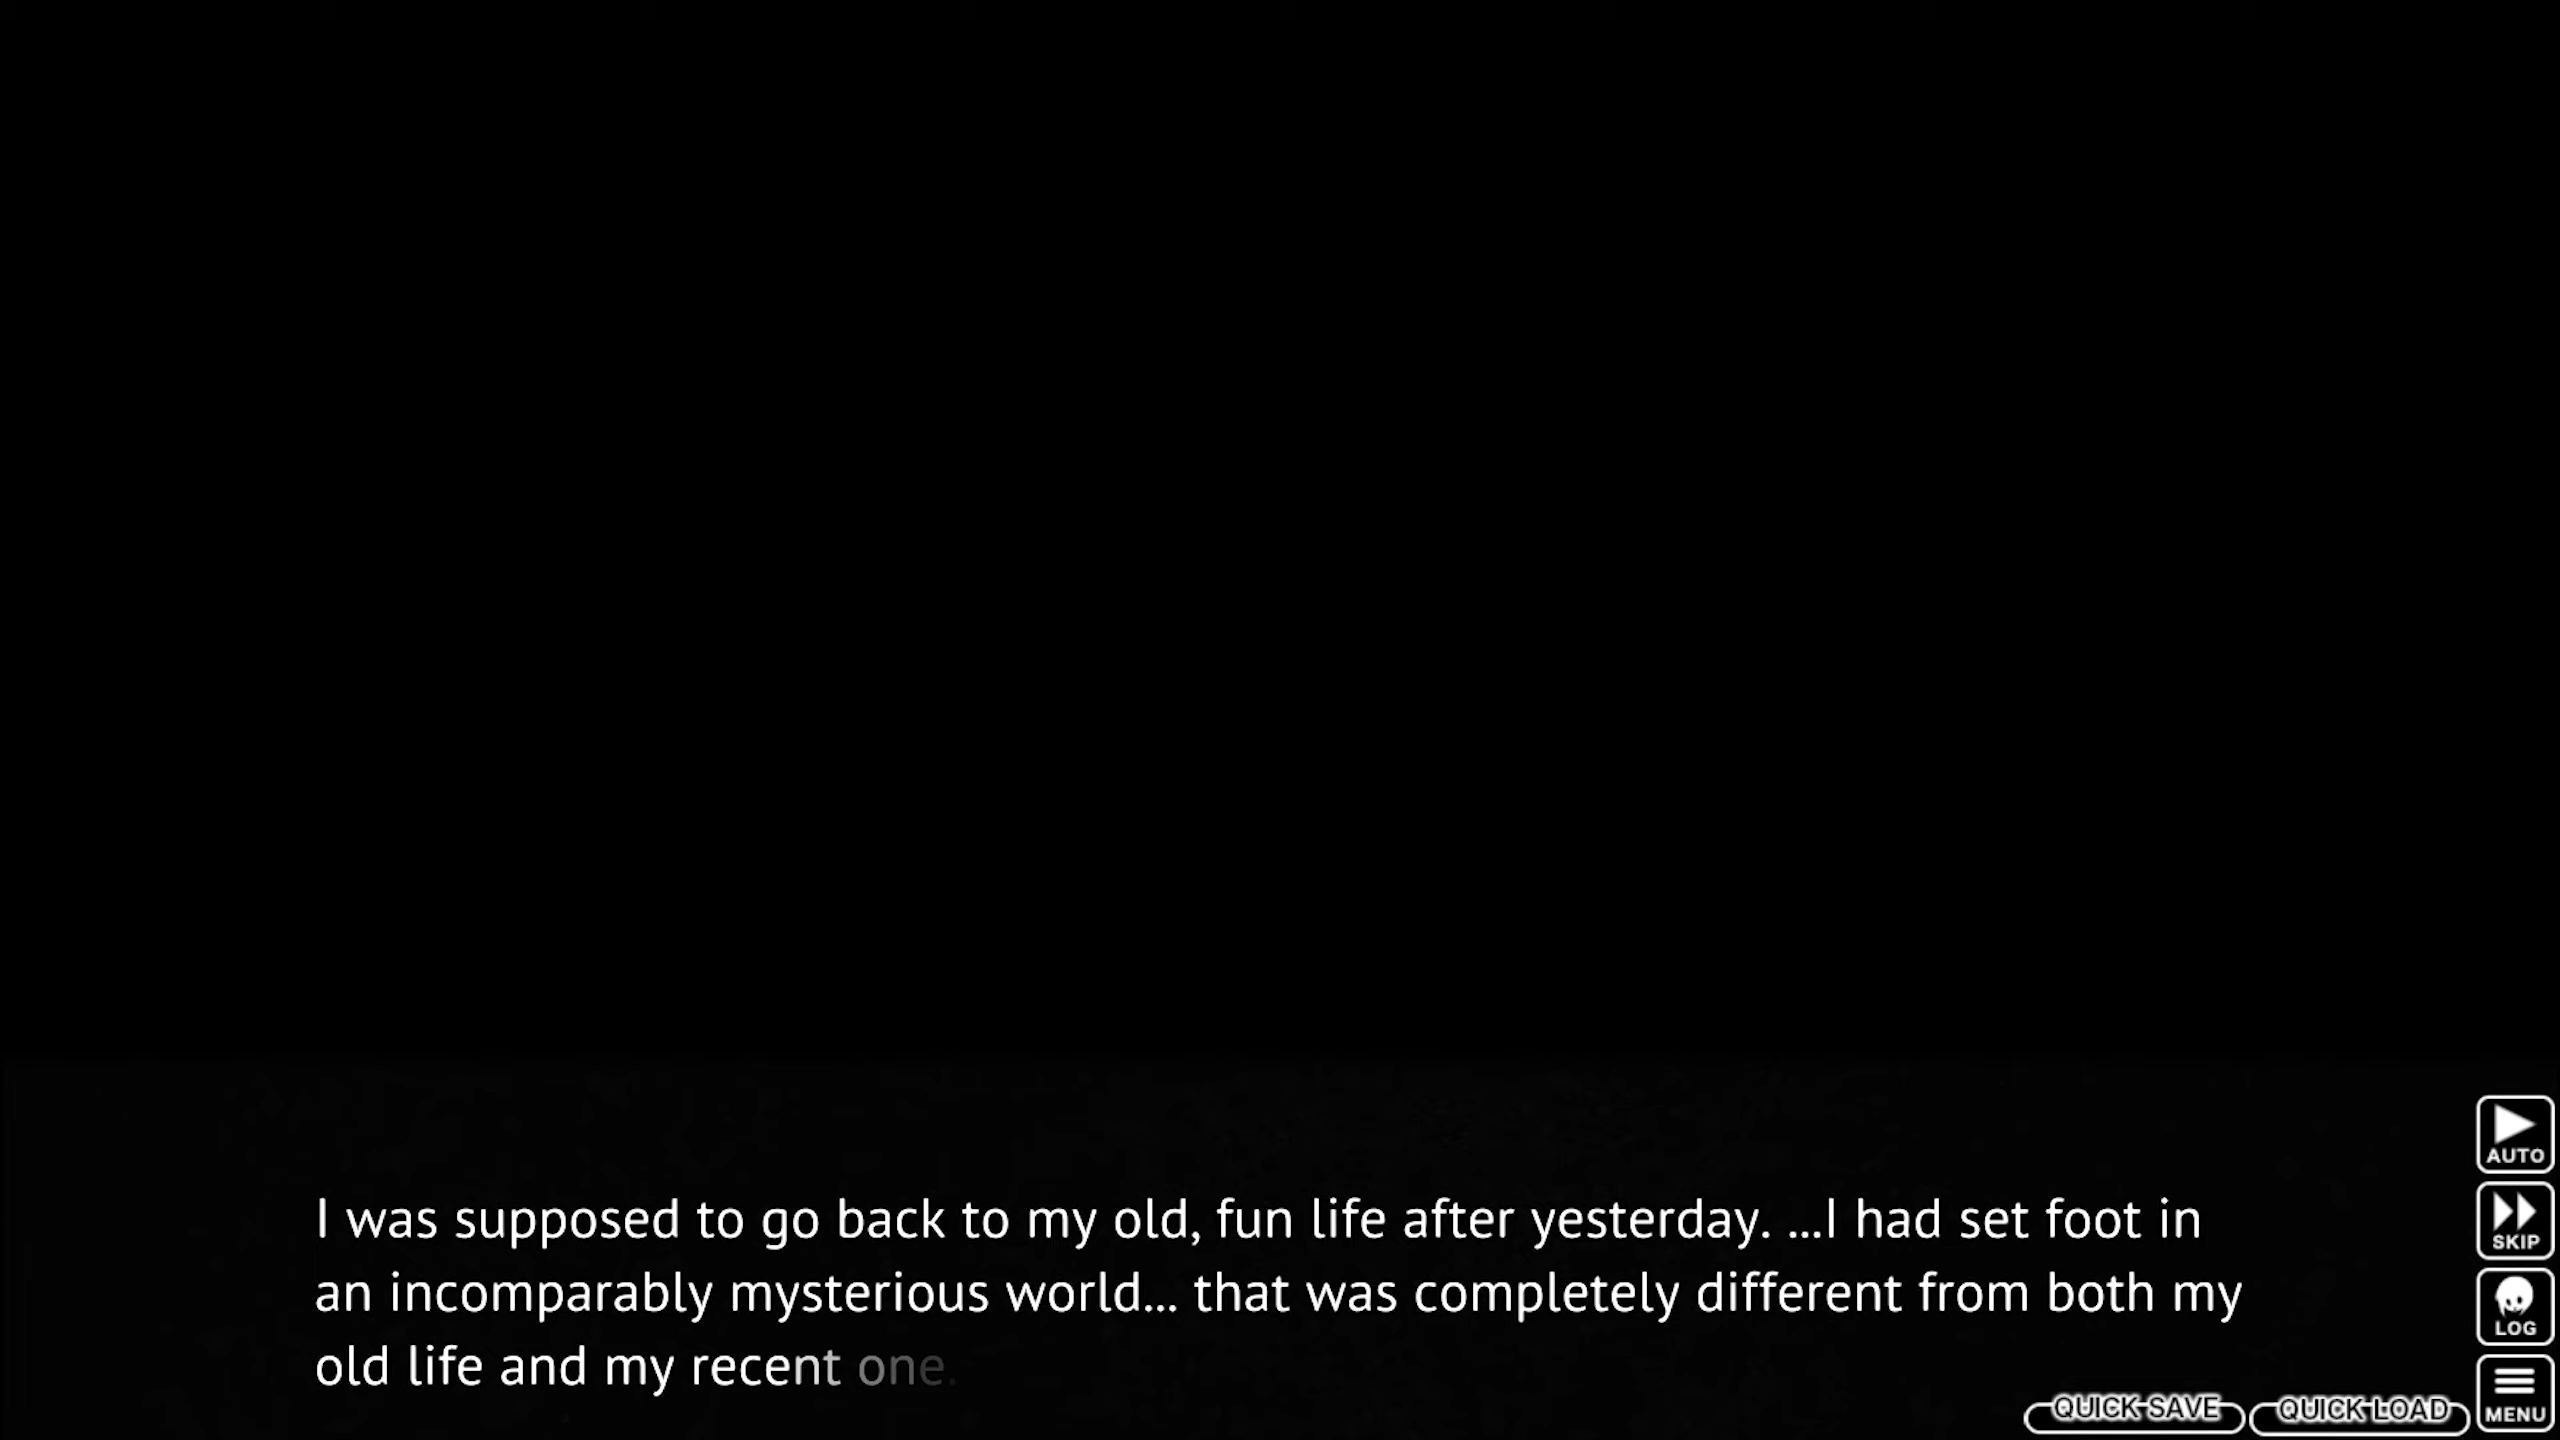 I was supposed to go back to my old, fun life after yesterday. ...I had set foot in
an incomparably mysterious world... that was completely different from both my
old life and my recent one.
AUTO
SKIP
LOG
MENU
QUICK SAVE
QUICK LOAD